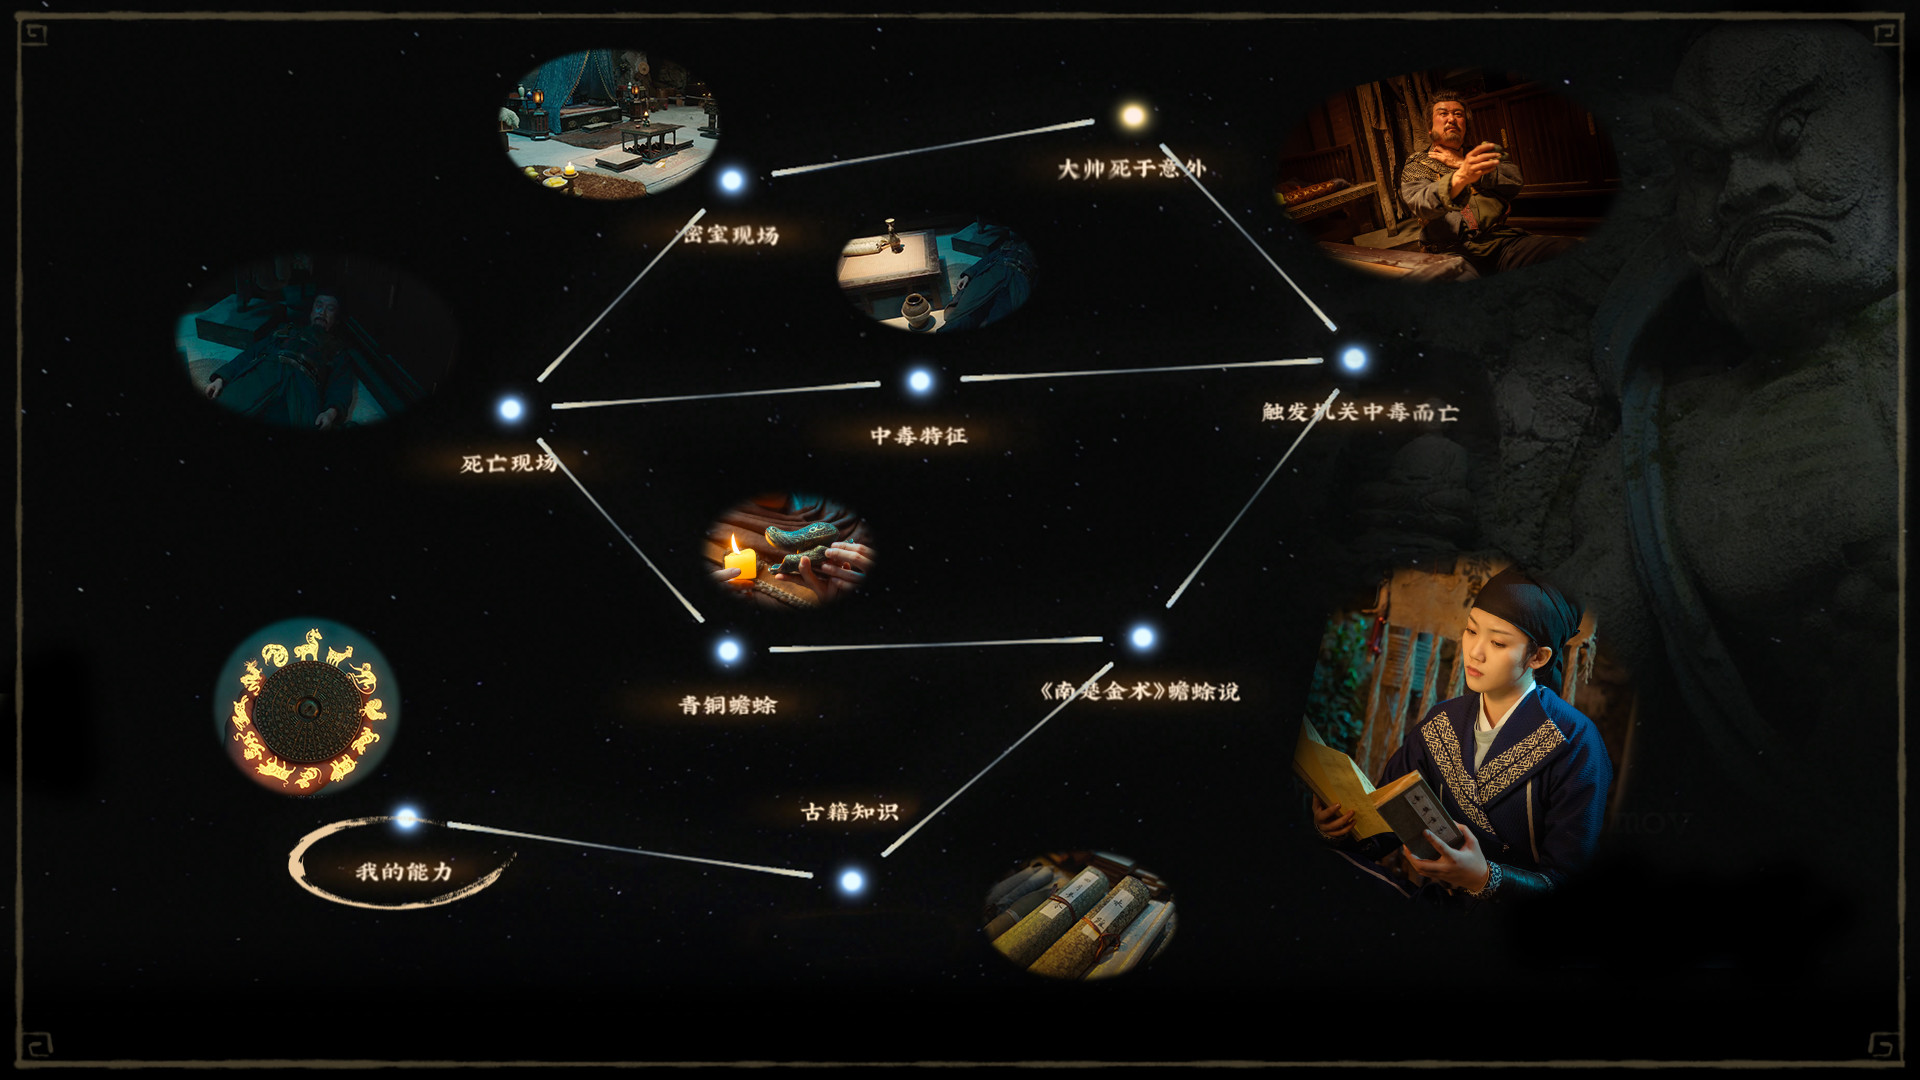 大帅死于意外
密室现场
触发机关中毒而亡
中毒特征
死亡现场
《南楚金术》蟾蜍说
青铜蟾蜍
古籍知识
我的能力